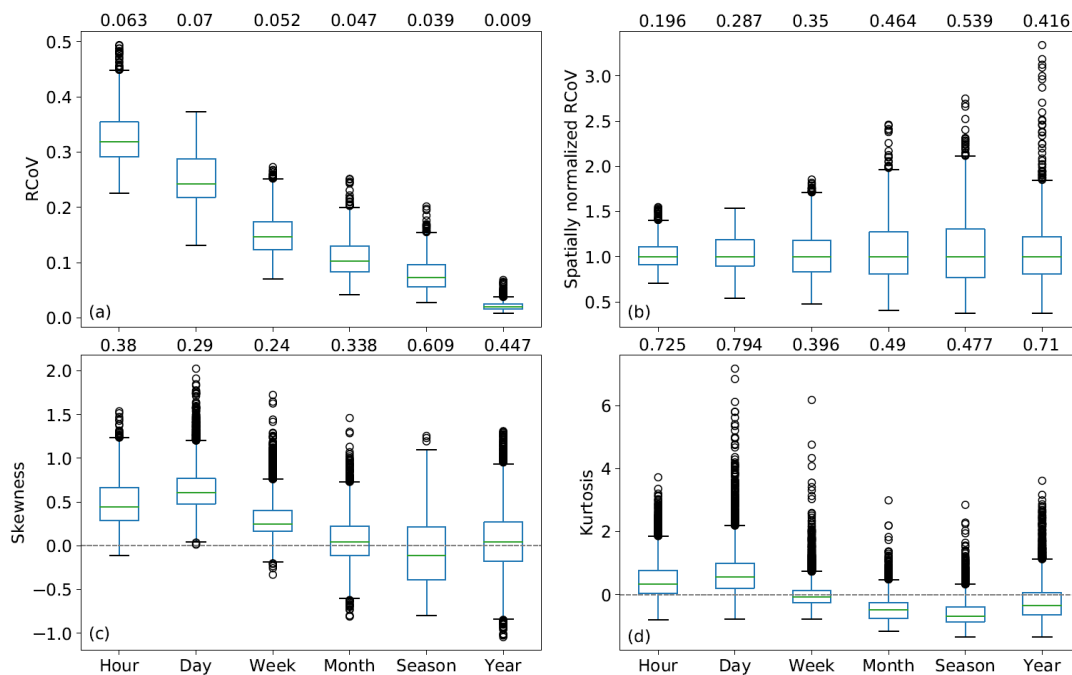 0.063 0.07 0.052 0.047 0.039 0.009
0.5
0.4
0.3
0.2
0.1
0.0
RCoV
(a)
0.196 0.287 0.35 0.464 0.539 0.416
3.0
2.5
2.0
1.5
1.0
0.5
Spatially normalized RCoV
(b)
0.38 0.29 0.24 0.338 0.609 0.447
2.0
1.5
1.0
0.5
0.0
−0.5
−1.0
Skewness
(c)
Hour Day Week Month Season Year
0.725 0.794 0.396 0.49 0.477 0.71
6
4
2
0
Kurtosis
(d)
Hour Day Week Month Season Year